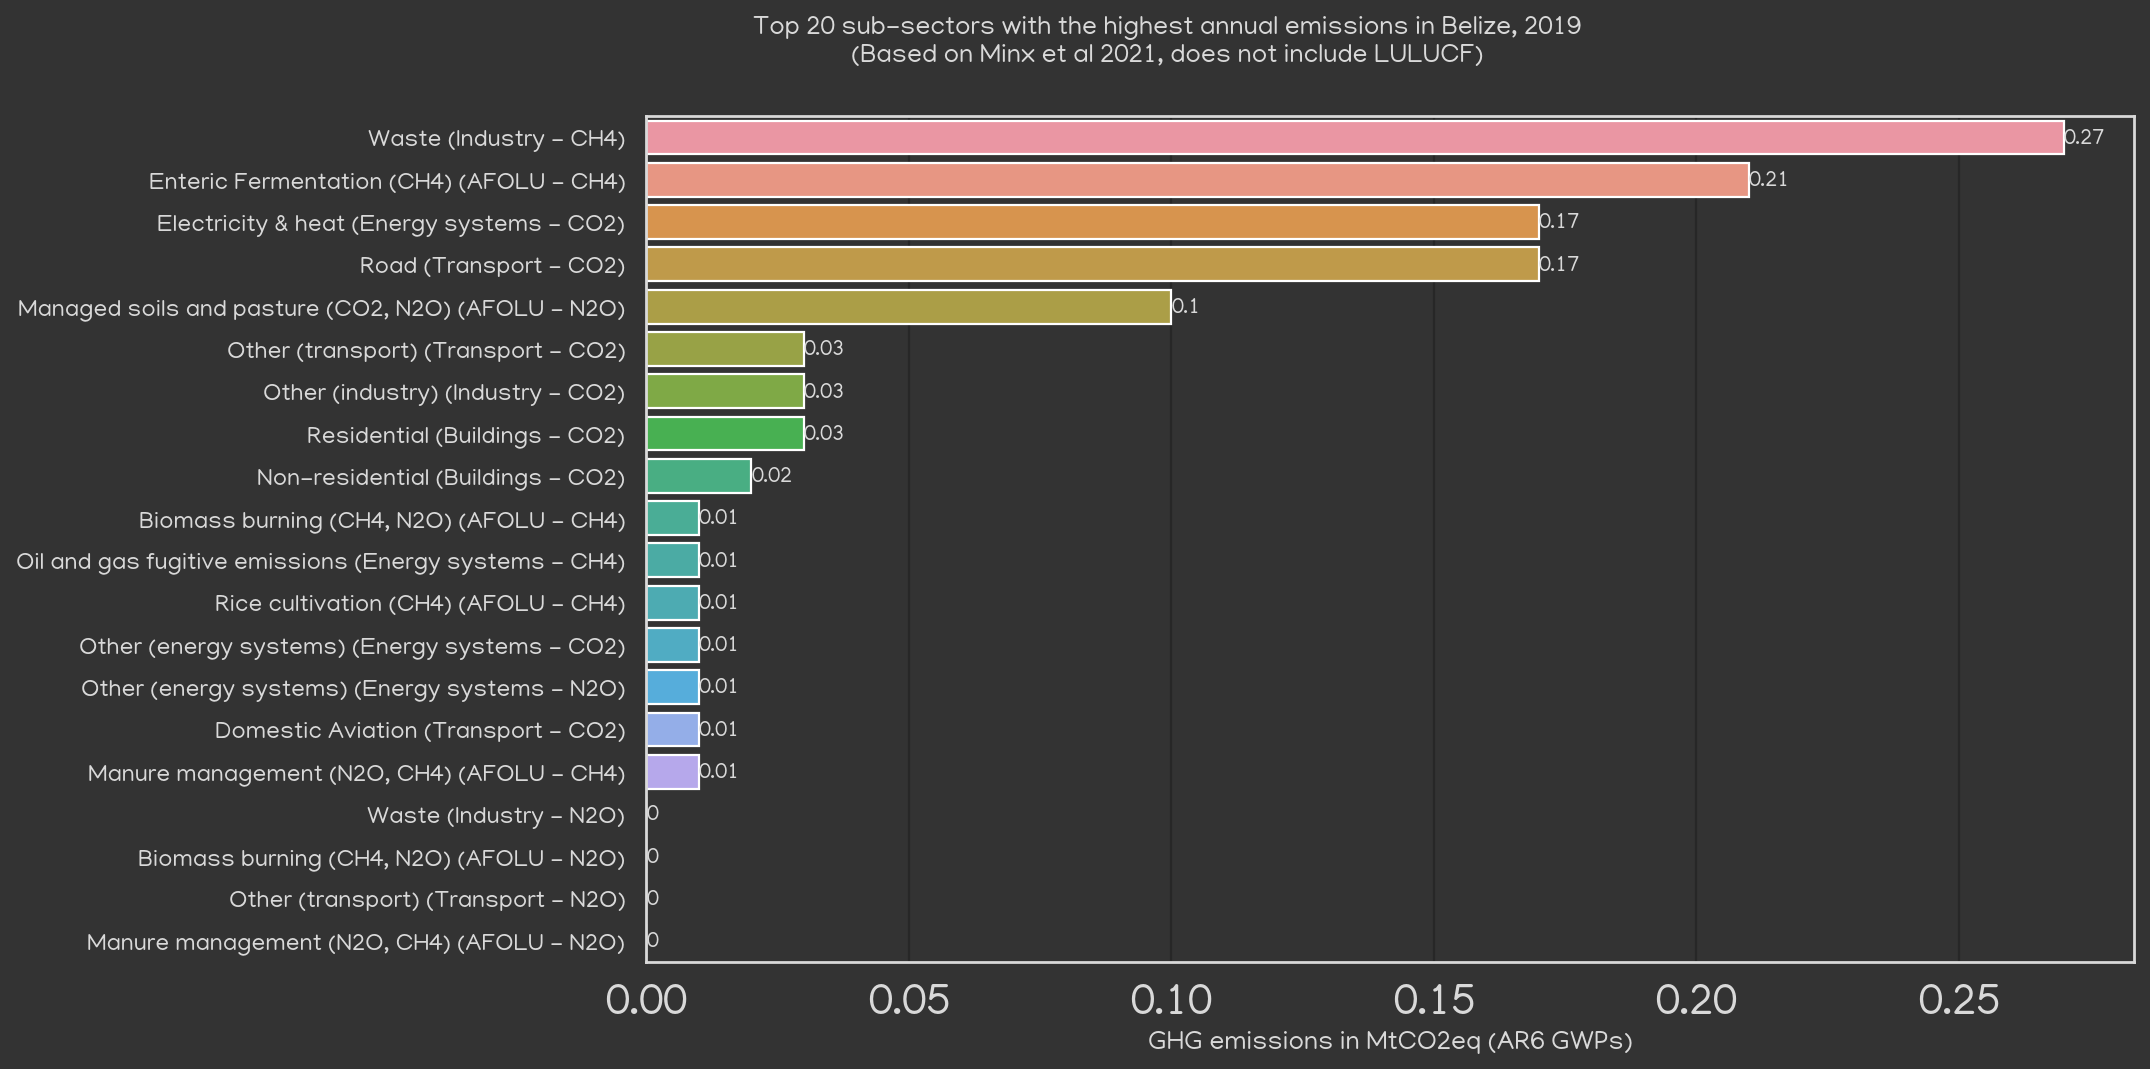 Top 20 sub-sectors with the highest annual emissions in Belize, 2019
(Based on Minx et al 2021, does not include LULUCF)
Waste (Industry - CH4) 0.27
Enteric Fermentation (CH4) (AFOLU - CH4) 0.21
Electricity & heat (Energy systems - CO2) 0.17
Road (Transport - CO2) 0.17
Managed soils and pasture (CO2, N2O) (AFOLU - N2O) 0.1
Other (transport) (Transport - CO2) 0.03
Other (industry) (Industry - CO2) 0.03
Residential (Buildings - CO2) 0.03
Non-residential (Buildings - CO2) 0.02
Biomass burning (CH4, N2O) (AFOLU - CH4) 0.01
Oil and gas fugitive emissions (Energy systems - CH4) 0.01
Rice cultivation (CH4) (AFOLU - CH4) 0.01
Other (energy systems) (Energy systems - CO2) 0.01
Other (energy systems) (Energy systems - N2O) 0.01
Domestic Aviation (Transport - CO2) 0.01
Manure management (N2O, CH4) (AFOLU - CH4) 0.01
Waste (Industry - N2O) 0
Biomass burning (CH4, N2O) (AFOLU - N2O) 0
Other (transport) (Transport - N2O) 0
Manure management (N2O, CH4) (AFOLU - N2O) 0
0.00 0.05 0.10 0.15 0.20 0.25
GHG emissions in MtCO2eq (AR6 GWPs)